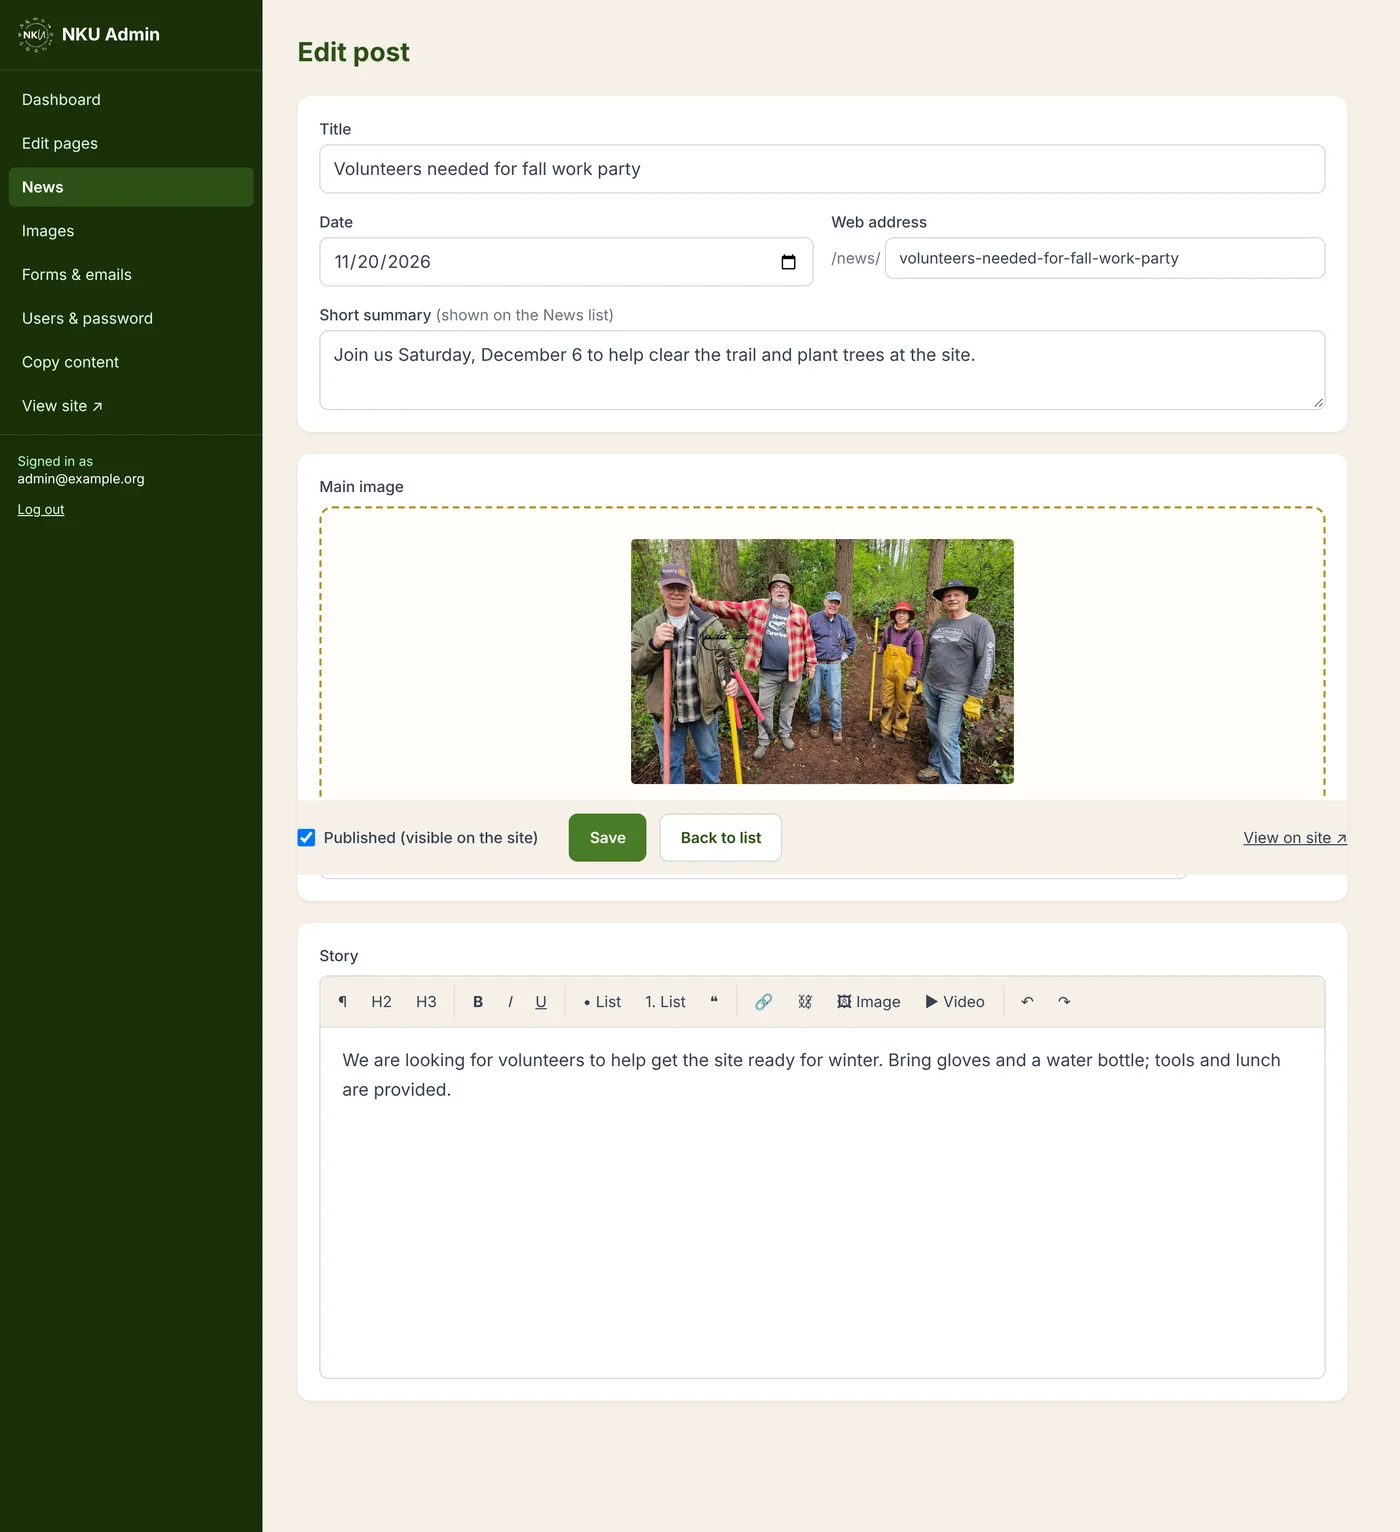 NKU Admin
Dashboard
Edit pages
News
Images
Forms & emails
Users & password
Copy content
View site ↗
Signed in as
admin@example.org
Log out
Edit post
Title
Volunteers needed for fall work party
Date
11/20/2026
Web address
/news/ volunteers-needed-for-fall-work-party
Short summary (shown on the News list)
Join us Saturday, December 6 to help clear the trail and plant trees at the site.
Main image
Published (visible on the site)
Save
Back to list
View on site ↗
Story
¶ H2 H3 B I U • List 1. List ❝ Image Video
We are looking for volunteers to help get the site ready for winter. Bring gloves and a water bottle; tools and lunch
are provided.